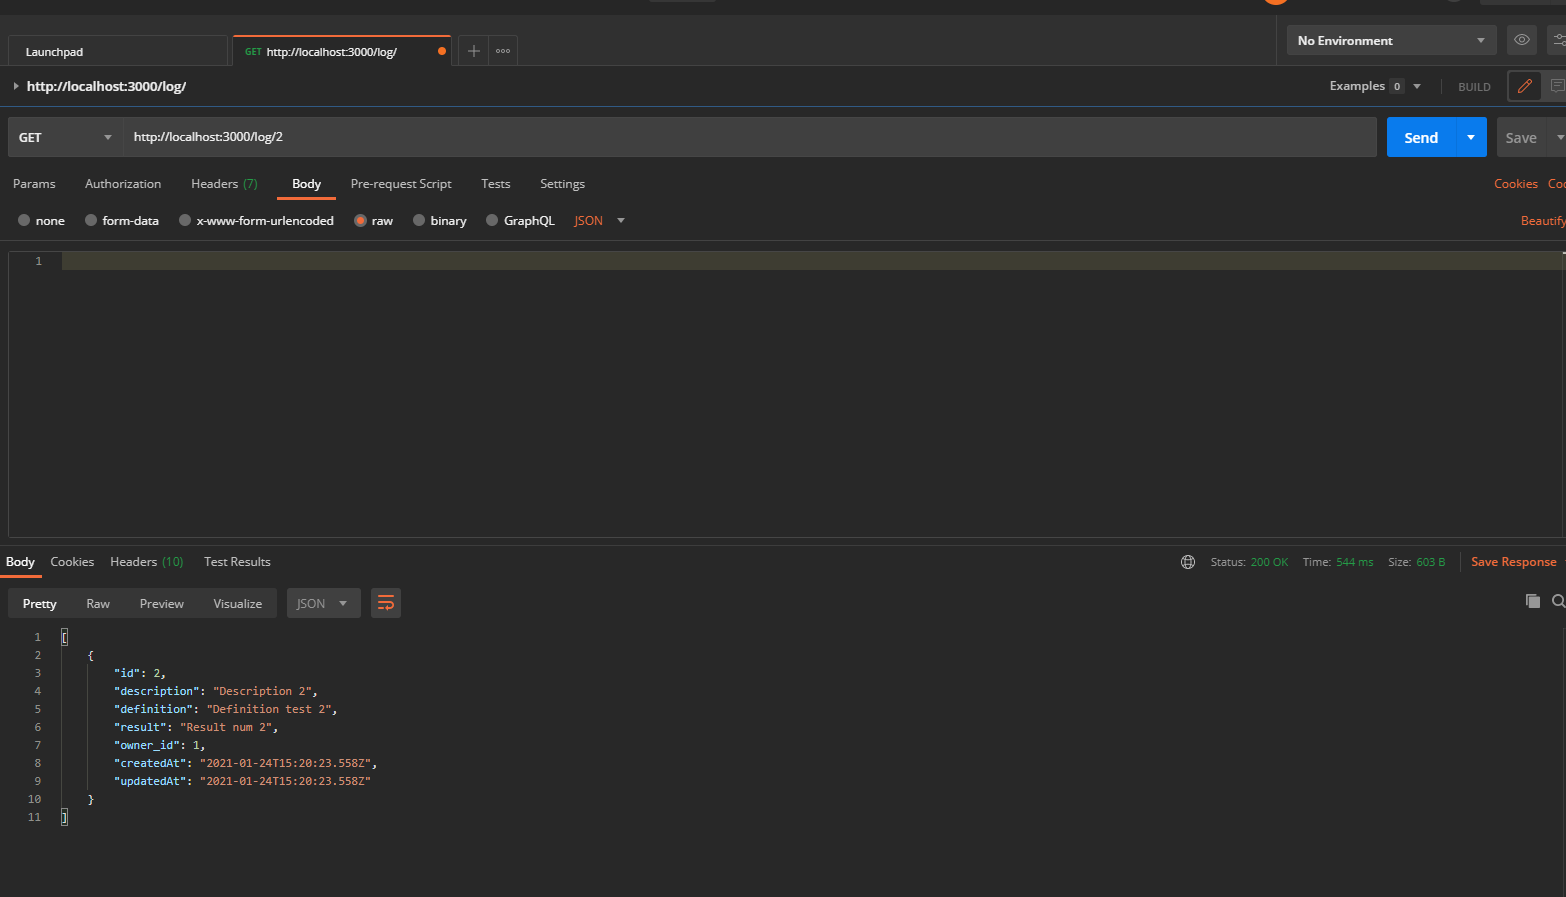 Launchpad
GET http://localhost:3000/log/
No Environment
http://localhost:3000/log/
Examples 0
BUILD
GET http://localhost:3000/log/2
Send
Save
Params Authorization Headers (7) Body Pre-request Script Tests Settings
Cookies
none form-data x-www-form-urlencoded raw binary GraphQL JSON
Beautify
1
Body Cookies Headers (10) Test Results
Status: 200 OK Time: 544 ms Size: 603 B
Save Response
Pretty Raw Preview Visualize JSON
1 [
2 {
3 "id": 2,
4 "description": "Description 2",
5 "definition": "Definition test 2",
6 "result": "Result num 2",
7 "owner_id": 1,
8 "createdAt": "2021-01-24T15:20:23.558Z",
9 "updatedAt": "2021-01-24T15:20:23.558Z"
10 }
11 ]